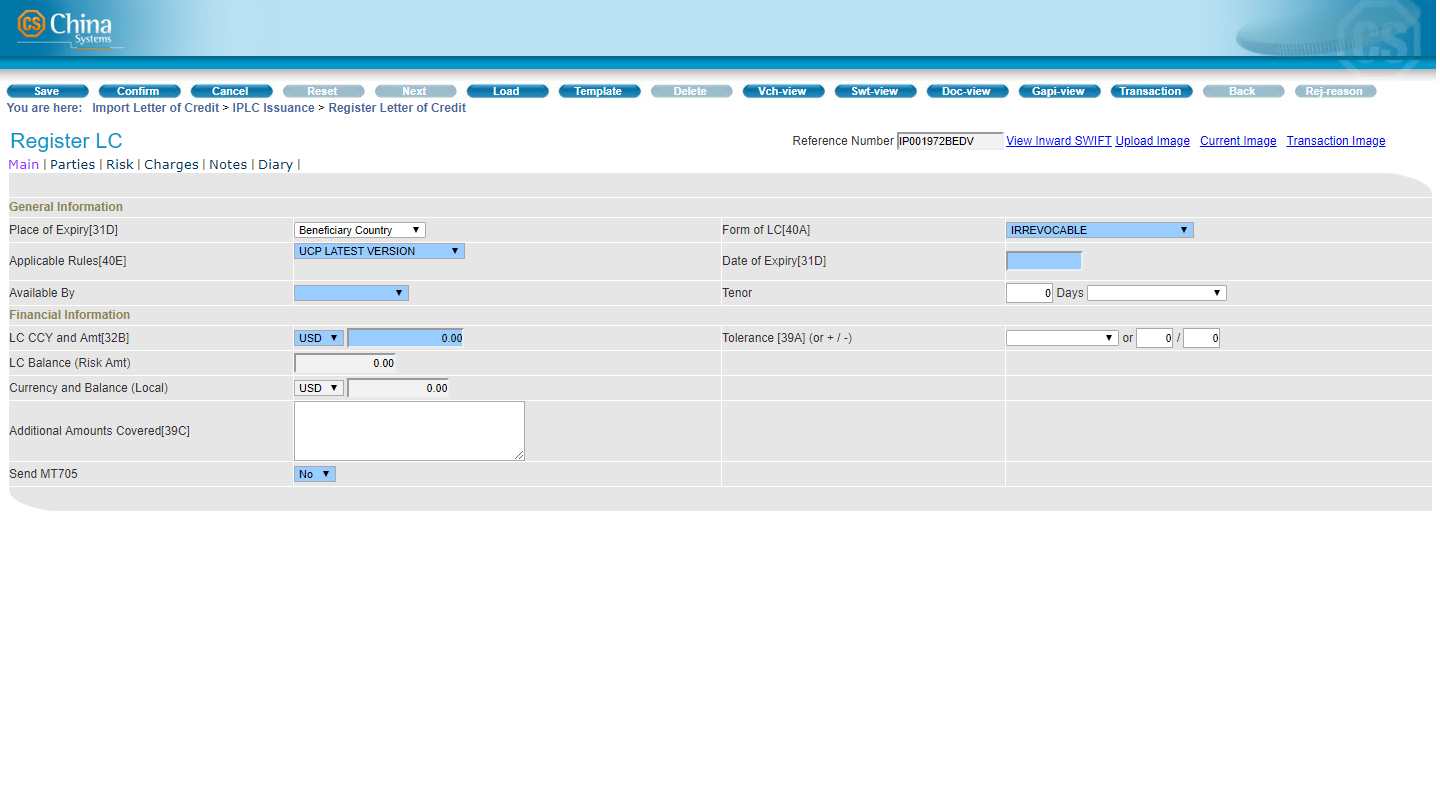 CS China Systems
CS
Save Confirm Cancel Reset Next Load Template Delete Vch-view Swt-view Doc-view Gapi-view Transaction Back Rej-reason
You are here: Import Letter of Credit > IPLC Issuance > Register Letter of Credit
Register LC Reference Number IP001972BEDV View Inward SWIFT Upload Image Current Image Transaction Image
Main | Parties | Risk | Charges | Notes | Diary |
General Information
Place of Expiry[31D] Beneficiary Country Form of LC[40A] IRREVOCABLE
Applicable Rules[40E] UCP LATEST VERSION Date of Expiry[31D]
Available By Tenor 0 Days
Financial Information
LC CCY and Amt[32B] USD 0.00 Tolerance [39A] (or + / -) or 0 / 0
LC Balance (Risk Amt) 0.00
Currency and Balance (Local) USD 0.00
Additional Amounts Covered[39C]
Send MT705 No